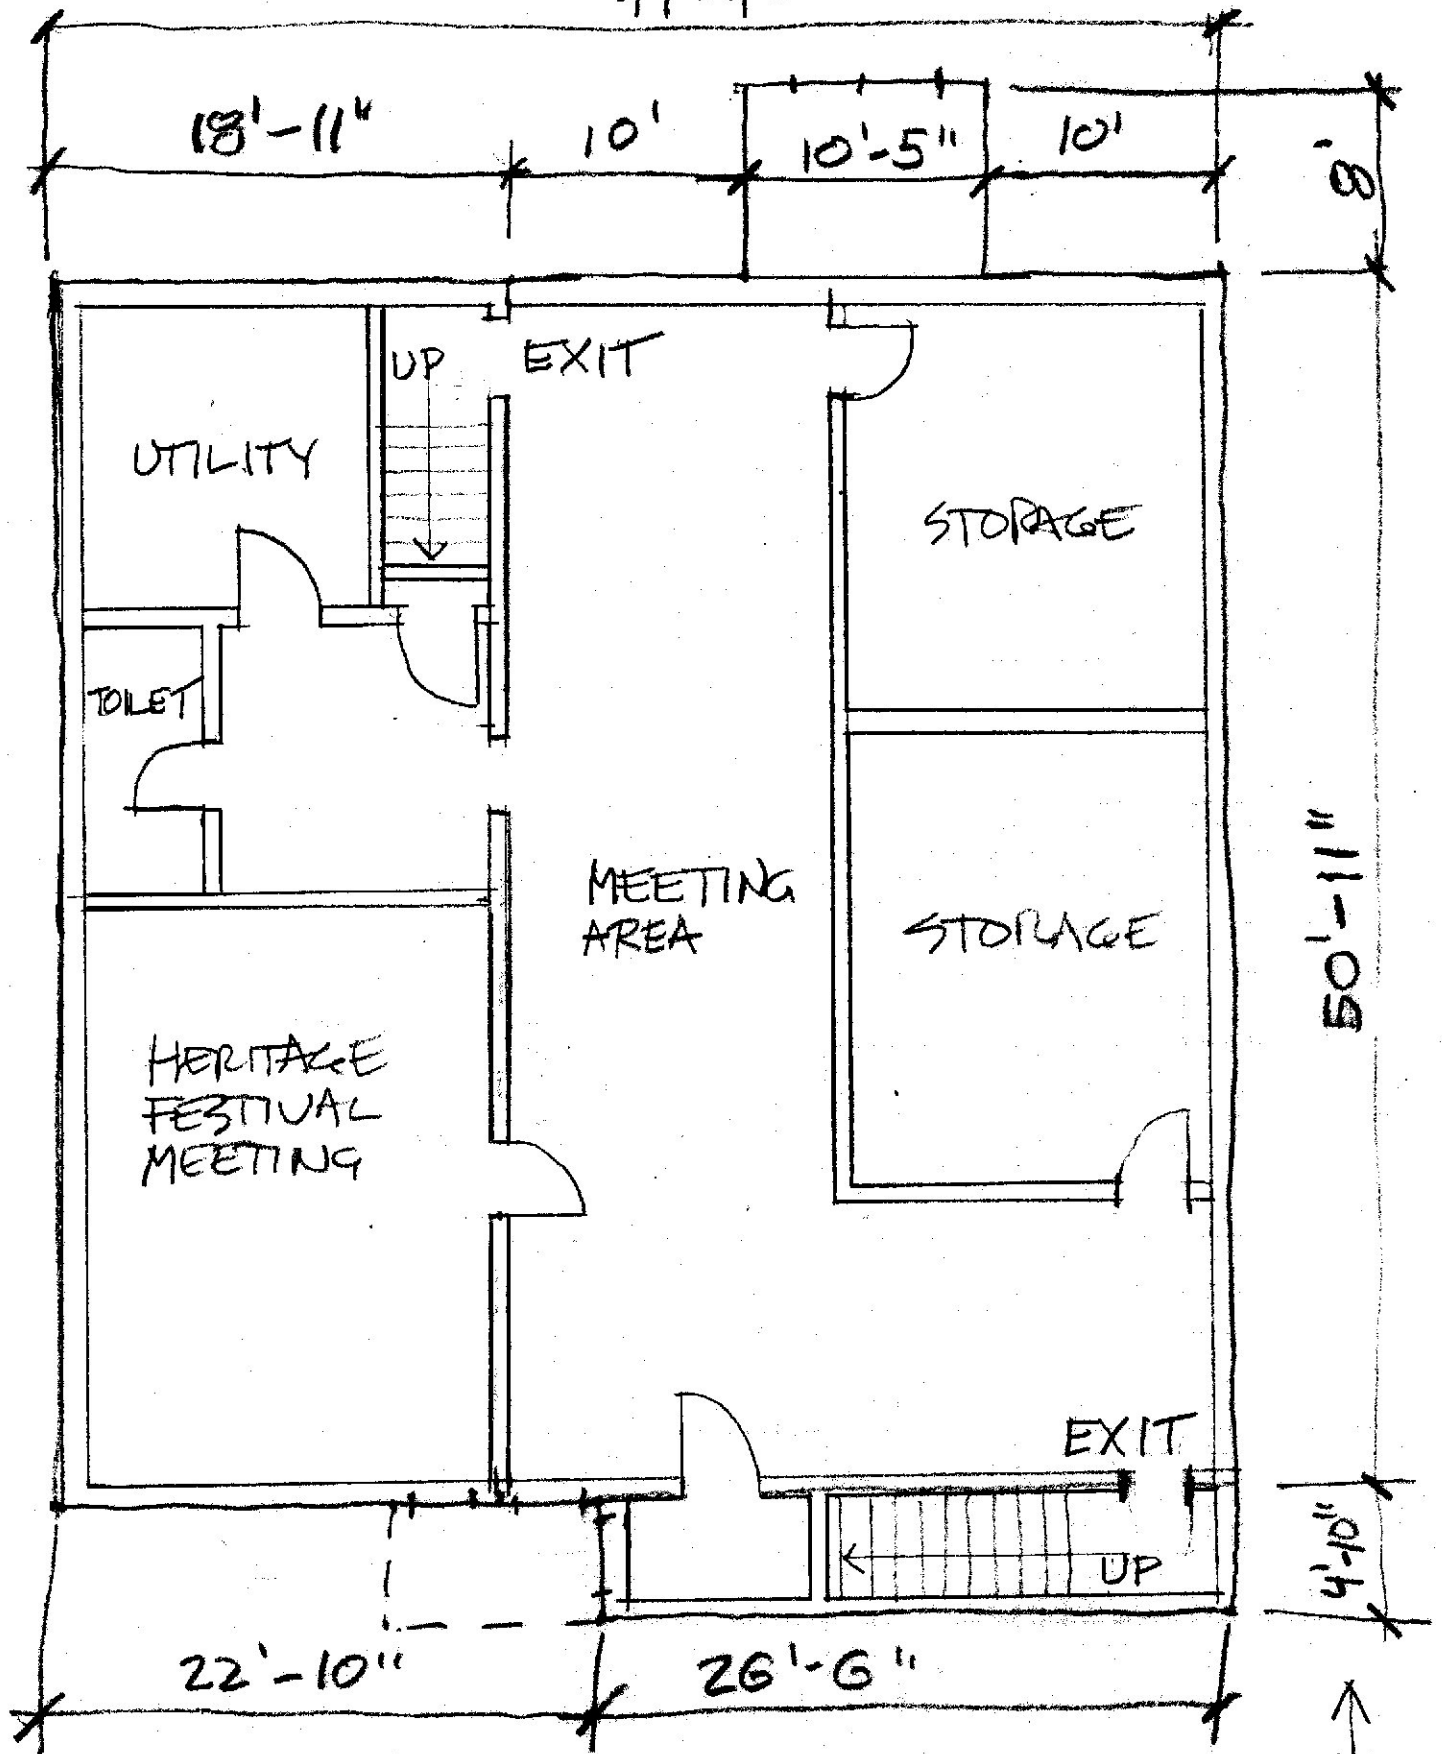 18'-11"
10'
10'-5"
10'
8'
UP
EXIT
UTILITY
STORAGE
TOILET
MEETING
AREA
STORAGE
50'-11"
HERITAGE
FESTIVAL
MEETING
EXIT
UP
4'-10"
22'-10"
26'-6"